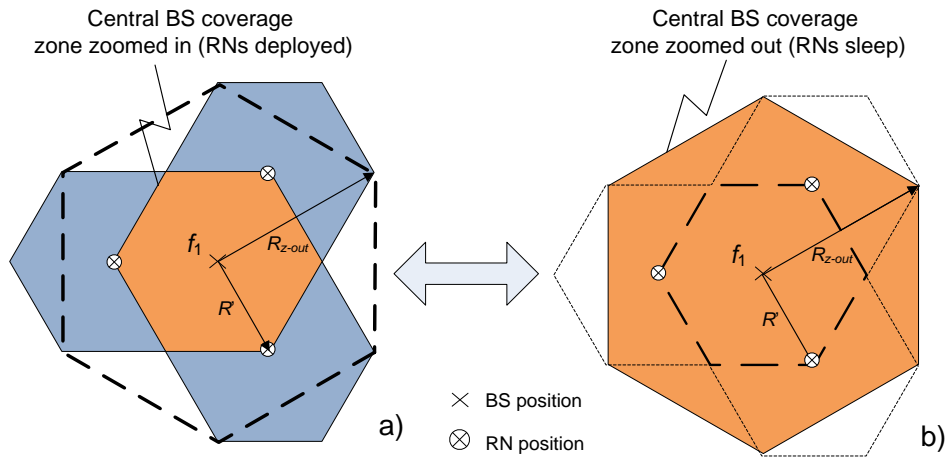 Central BS coverage
zone zoomed in (RNs deployed)
Central BS coverage
zone zoomed out (RNs sleep)
f1
Rz-out
R'
f1
Rz-out
R'
BS position
RN position
a)
b)